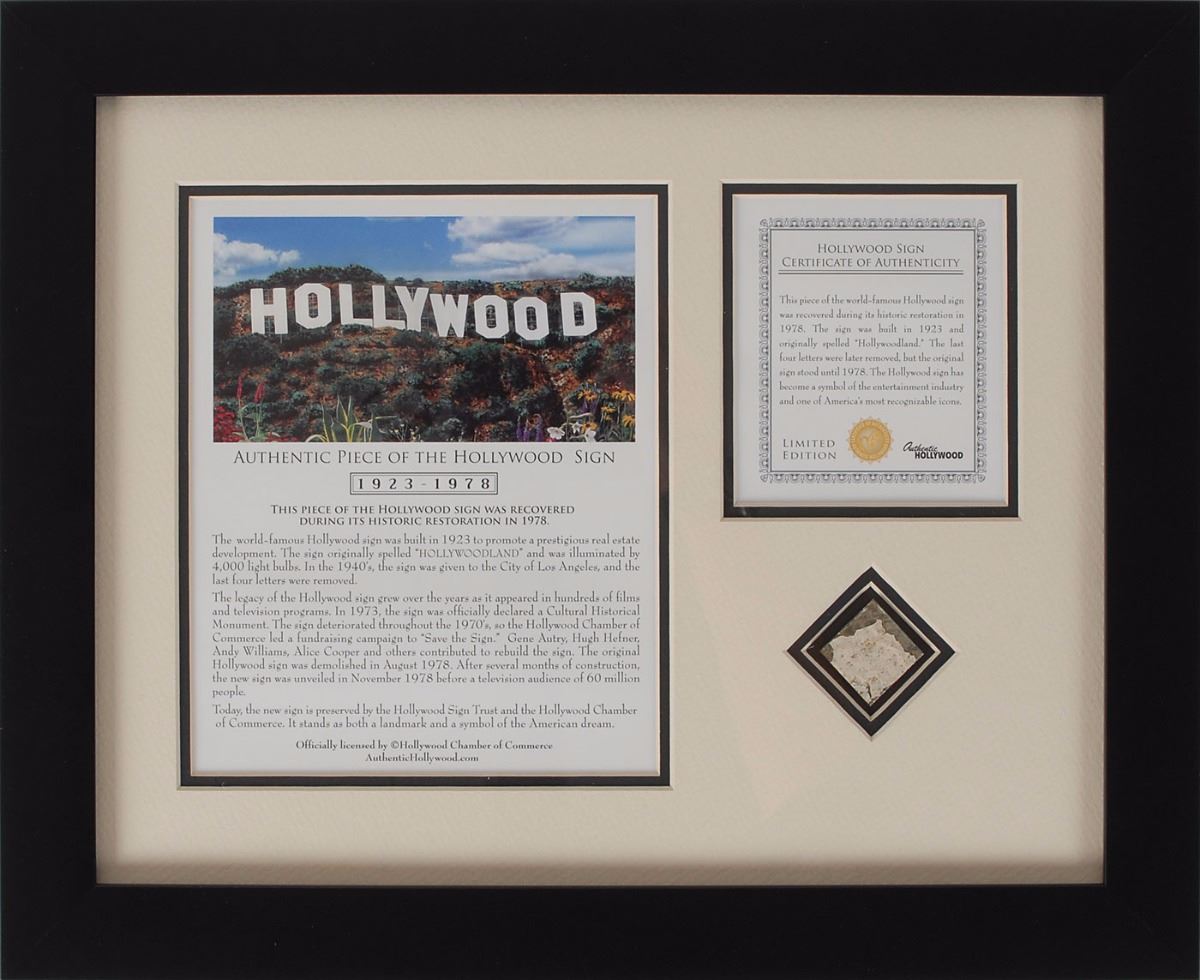 HOLLYWOOD
AUTHENTIC PIECE OF THE HOLLYWOOD SIGN
1923-1978
THIS PIECE OF THE HOLLYWOOD SIGN WAS RECOVERED
DURING ITS HISTORIC RESTORATION IN 1978.
The world-famous Hollywood sign was built in 1923 to promote a prestigious real estate
development. The sign originally spelled "HOLLYWOODLAND" and was illuminated by
4,000 light bulbs. In the 1940's, the sign was given to the City of Los Angeles, and the
last four letters were removed.
The legacy of the Hollywood sign grew over the years as it appeared in hundreds of films
and television programs. In 1973, the sign was officially declared a Cultural Historical
Monument. The sign deteriorated throughout the 1970's, so the Hollywood Chamber of
Commerce led a fundraising campaign to "Save the Sign." Gene Autry, Hugh Hefner,
Andy Williams, Alice Cooper and others contributed to rebuild the sign. The original
Hollywood sign was demolished in August 1978. After several months of construction,
the new sign was unveiled in November 1978 before a television audience of 60 million
people.
Today, the new sign is preserved by the Hollywood Sign Trust and the Hollywood Chamber
of Commerce. It stands as both a landmark and a symbol of the American dream.
Officially licensed by ©Hollywood Chamber of Commerce
AuthenticHollywood.com
HOLLYWOOD SIGN
CERTIFICATE OF AUTHENTICITY
This piece of the world-famous Hollywood sign
was recovered during its historic restoration in
1978. The sign was built in 1923 and
originally spelled "Hollywoodland." The last
four letters were later removed, but the original
sign stood until 1978. The Hollywood sign has
become a symbol of the entertainment industry
and one of America's most recognizable icons.
LIMITED
EDITION
Authentic
HOLLYWOOD